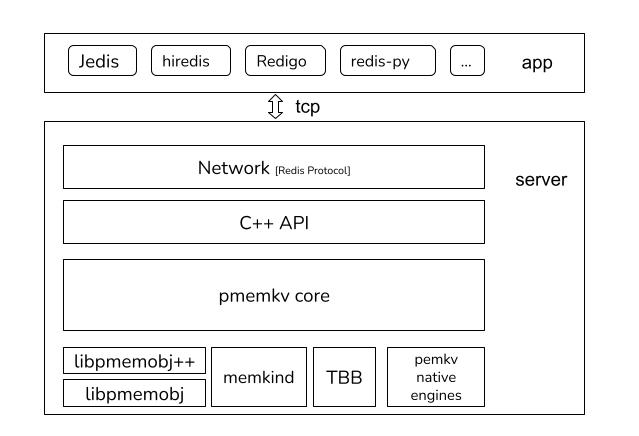 Jedis hiredis Redigo redis-py ... app
tcp
Network [Redis Protocol]
server
C++ API
pmemkv core
libpmemobj++
libpmemobj
memkind
TBB
pemkv
native
engines